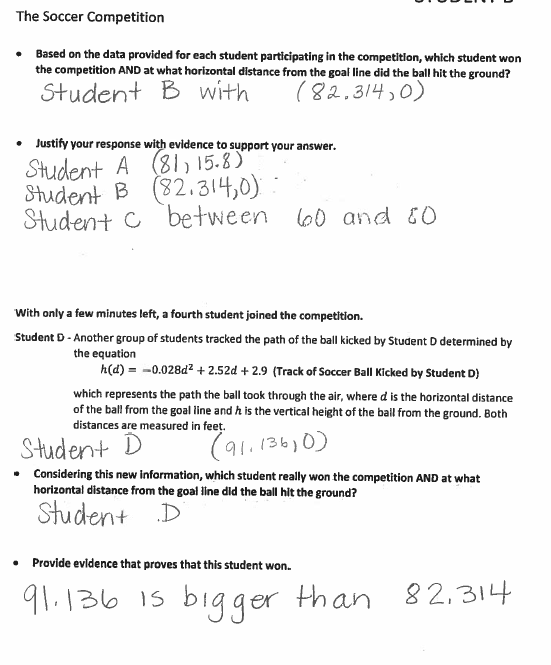 The Soccer Competition
• Based on the data provided for each student participating in the competition, which student won
the competition AND at what horizontal distance from the goal line did the ball hit the ground?
Student B with (82.314,0)
• Justify your response with evidence to support your answer.
Student A (81,15.8)
Student B (82.314,0)
Student C between 60 and 80
With only a few minutes left, a fourth student joined the competition.
Student D - Another group of students tracked the path of the ball kicked by Student D determined by
the equation
h(d) = −0.028d² + 2.52d + 2.9 (Track of Soccer Ball Kicked by Student D)
which represents the path the ball took through the air, where d is the horizontal distance
of the ball from the goal line and h is the vertical height of the ball from the ground. Both
distances are measured in feet.
Student D (91.136,0)
• Considering this new information, which student really won the competition AND at what
horizontal distance from the goal line did the ball hit the ground?
Student D
• Provide evidence that proves that this student won.
91.136 is bigger than 82.314